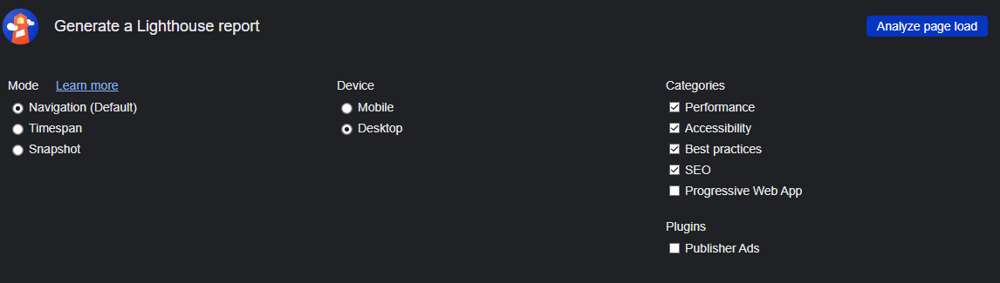 Generate a Lighthouse report
Analyze page load
Mode Learn more
Navigation (Default)
Timespan
Snapshot
Device
Mobile
Desktop
Categories
Performance
Accessibility
Best practices
SEO
Progressive Web App
Plugins
Publisher Ads